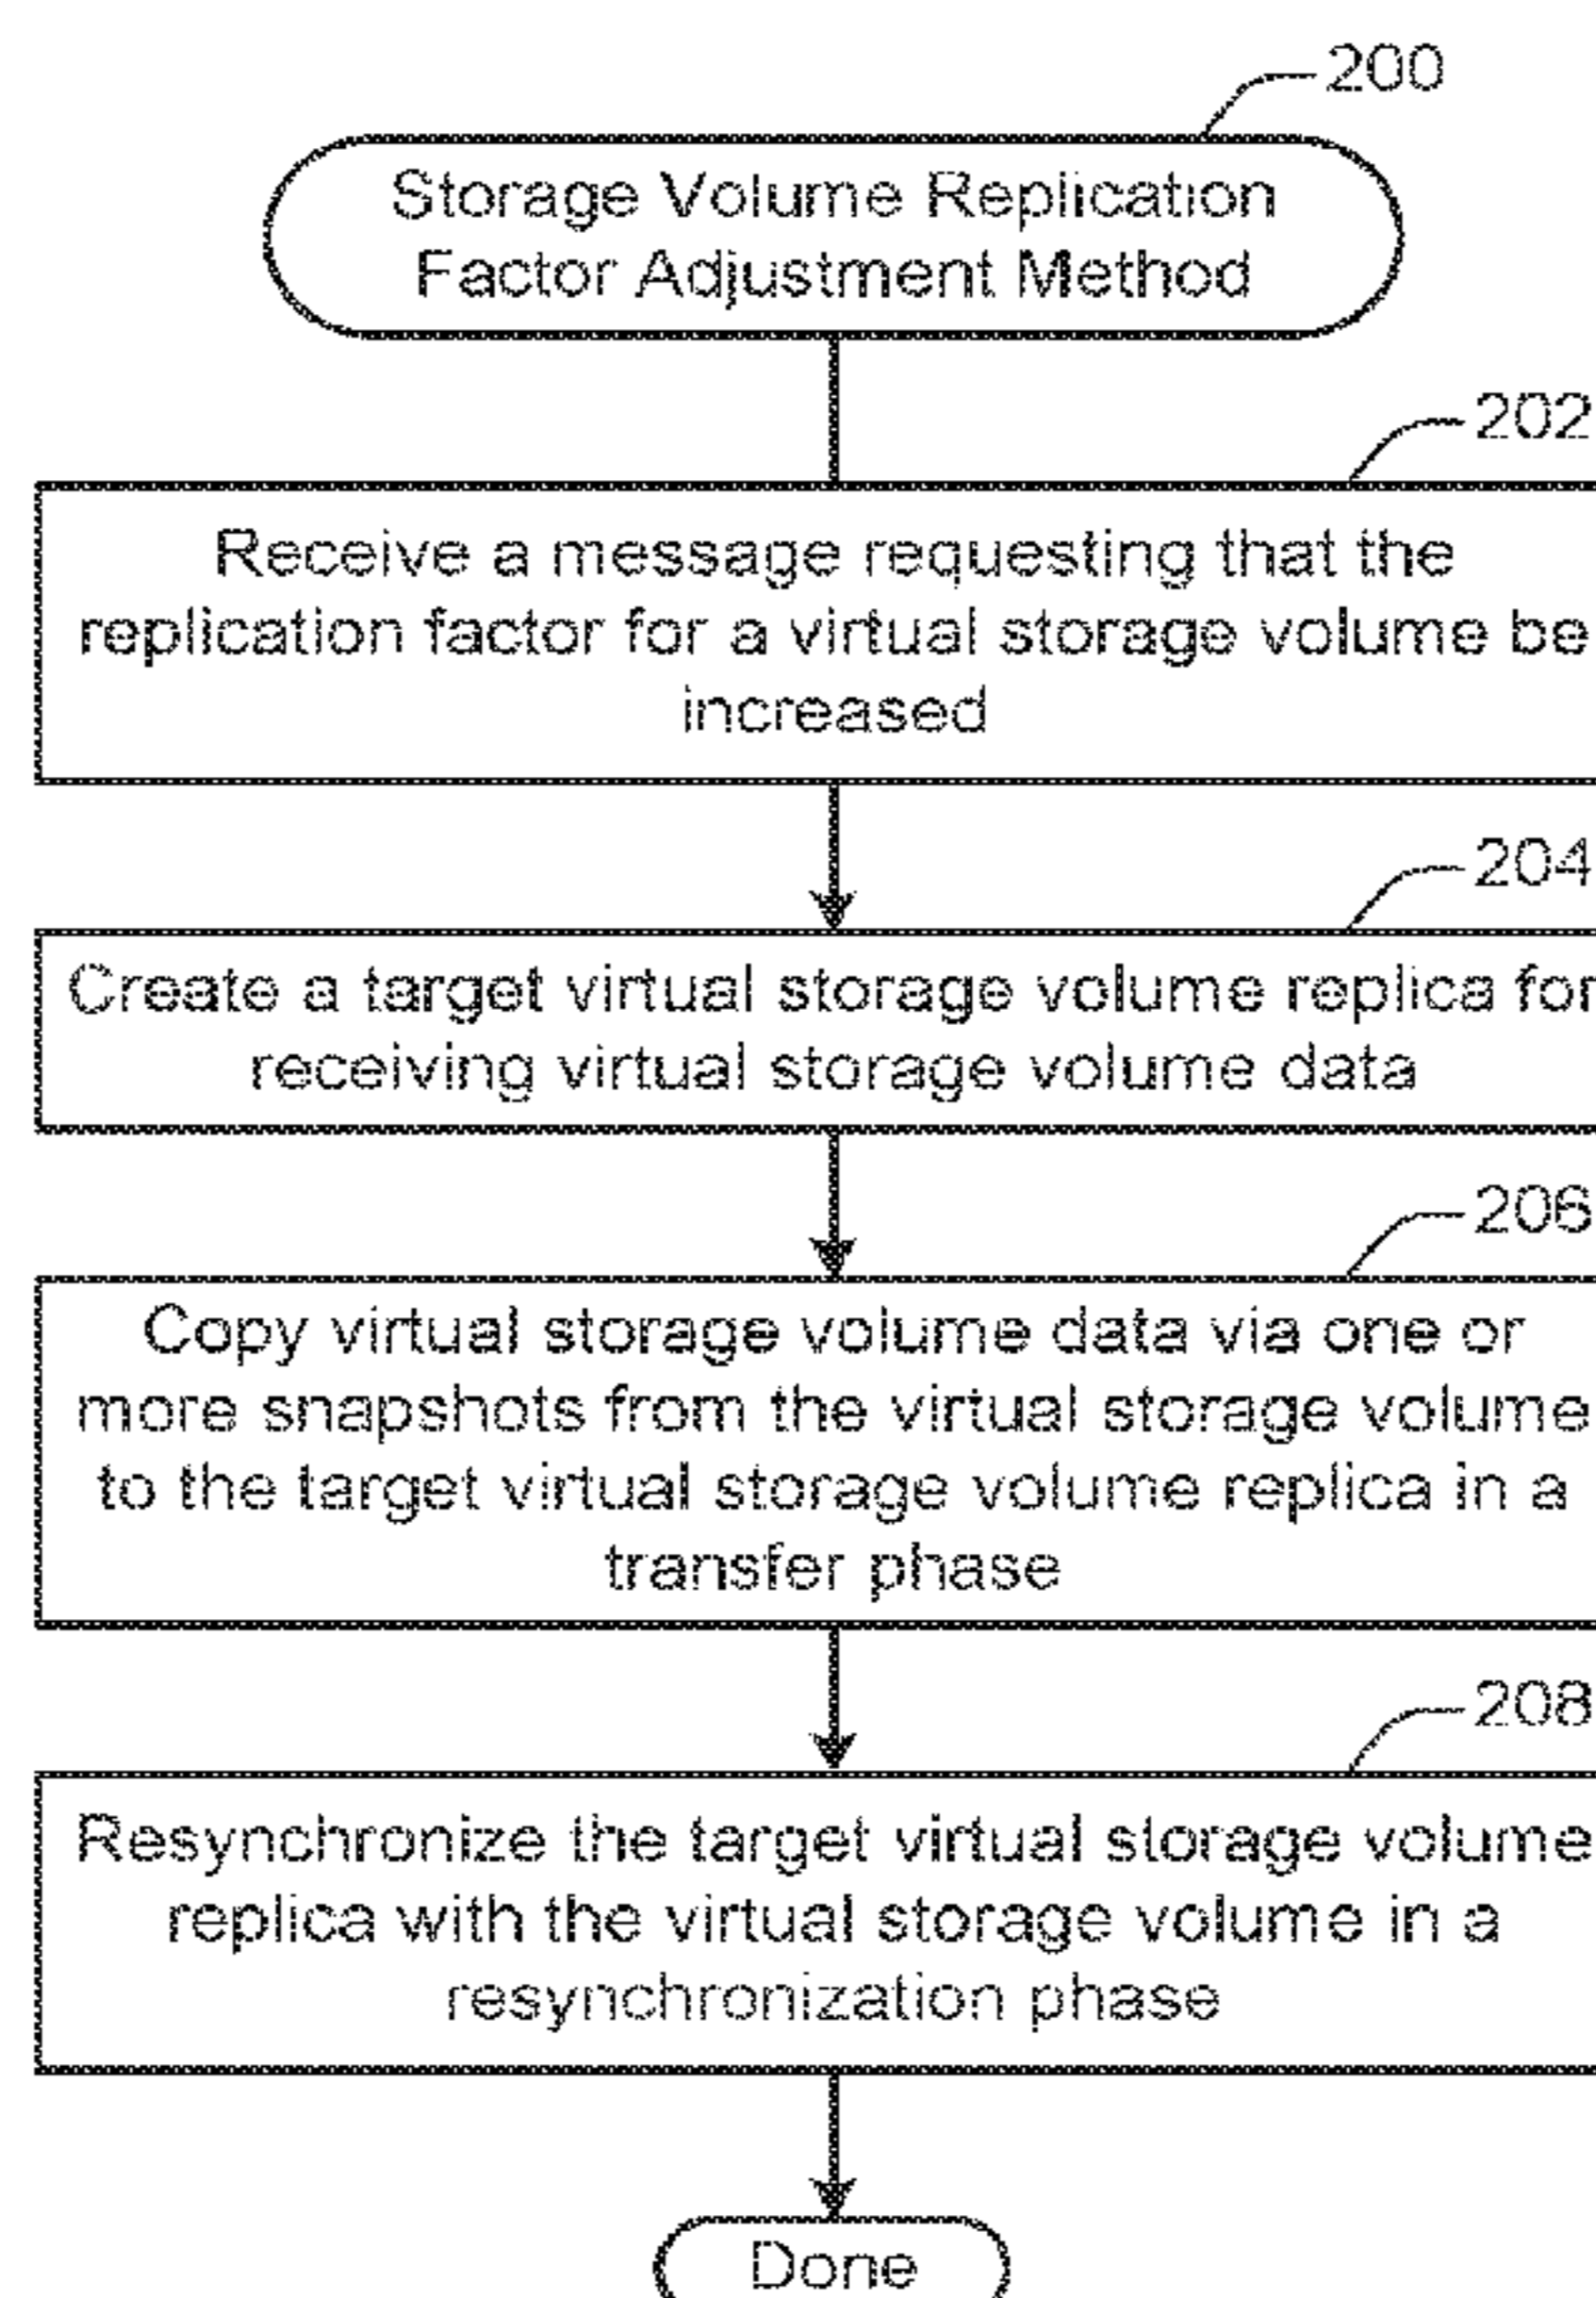 200
Storage Volume Replication
Factor Adjustment Method
202
Receive a message requesting that the
replication factor for a virtual storage volume be
increased
204
Create a target virtual storage volume replica for
receiving virtual storage volume data
206
Copy virtual storage volume data via one or
more snapshots from the virtual storage volume
to the target virtual storage volume replica in a
transfer phase
208
Resynchronize the target virtual storage volume
replica with the virtual storage volume in a
resynchronization phase
Done